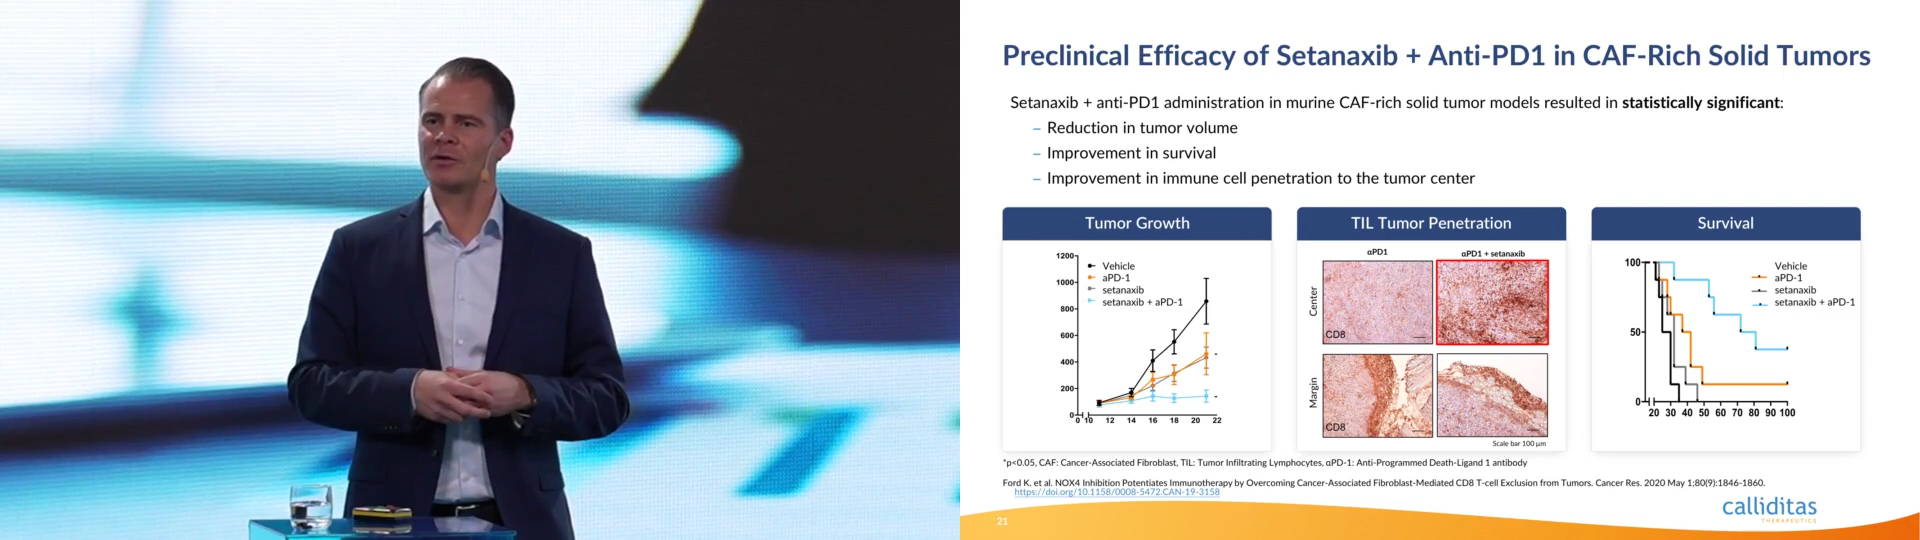 Preclinical Efficacy of Setanaxib + Anti-PD1 in CAF-Rich Solid Tumors
Setanaxib + anti-PD1 administration in murine CAF-rich solid tumor models resulted in statistically significant:
– Reduction in tumor volume
– Improvement in survival
– Improvement in immune cell penetration to the tumor center
Tumor Growth
1200
1000
800
600
400
200
0
0 10 12 14 16 18 20 22
Vehicle
aPD-1
setanaxib
setanaxib + aPD-1
TIL Tumor Penetration
αPD1
αPD1 + setanaxib
Center
CD8
Margin
CD8
Scale bar 100 µm
Survival
100
50
0
20 30 40 50 60 70 80 90 100
Vehicle
aPD-1
setanaxib
setanaxib + aPD-1
*p<0.05, CAF: Cancer-Associated Fibroblast, TIL: Tumor Infiltrating Lymphocytes, αPD-1: Anti-Programmed Death-Ligand 1 antibody
Ford K. et al. NOX4 Inhibition Potentiates Immunotherapy by Overcoming Cancer-Associated Fibroblast-Mediated CD8 T-cell Exclusion from Tumors. Cancer Res. 2020 May 1;80(9):1846-1860.
https://doi.org/10.1158/0008-5472.CAN-19-3158
21
calliditas
THERAPEUTICS